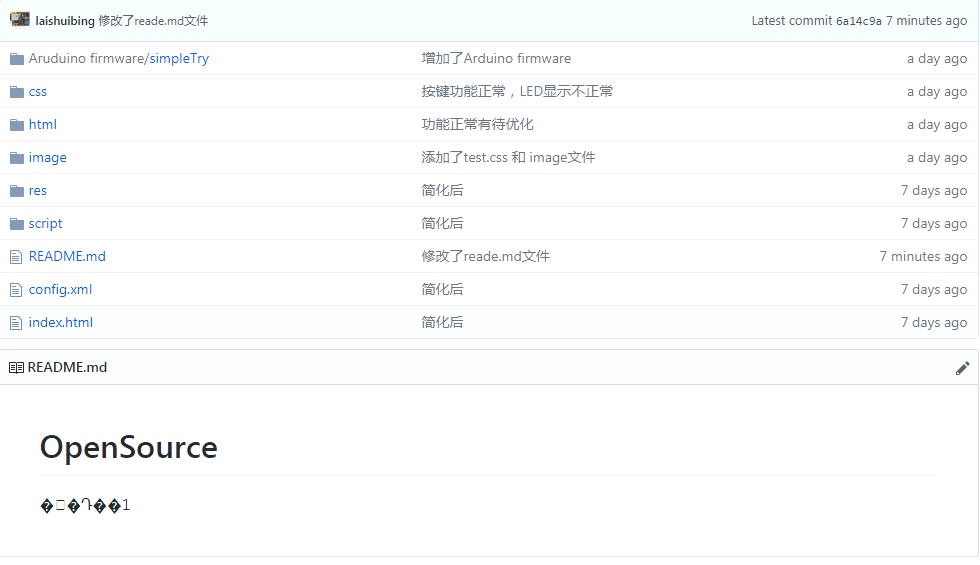 laishuibing 修改了reade.md文件 Latest commit 6a14c9a 7 minutes ago
Aruduino firmware/simpleTry 增加了Arduino firmware a day ago
css 按键功能正常，LED显示不正常 a day ago
html 功能正常有待优化 a day ago
image 添加了test.css 和 image文件 a day ago
res 简化后 7 days ago
script 简化后 7 days ago
README.md 修改了reade.md文件 7 minutes ago
config.xml 简化后 7 days ago
index.html 简化后 7 days ago
README.md
OpenSource
�޸�Դ��1